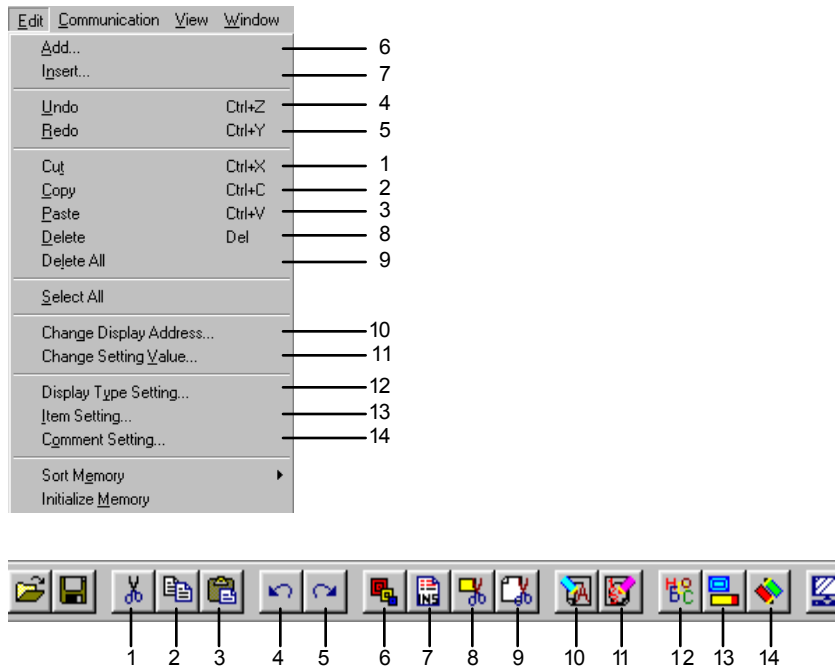 Edit Communication View Window
Add... 6
Insert... 7
Undo Ctrl+Z 4
Redo Ctrl+Y 5
Cut Ctrl+X 1
Copy Ctrl+C 2
Paste Ctrl+V 3
Delete Del 8
Delete All 9
Select All
Change Display Address... 10
Change Setting Value... 11
Display Type Setting... 12
Item Setting... 13
Comment Setting... 14
Sort Memory
Initialize Memory
INS A H O B C
1 2 3 4 5 6 7 8 9 10 11 12 13 14